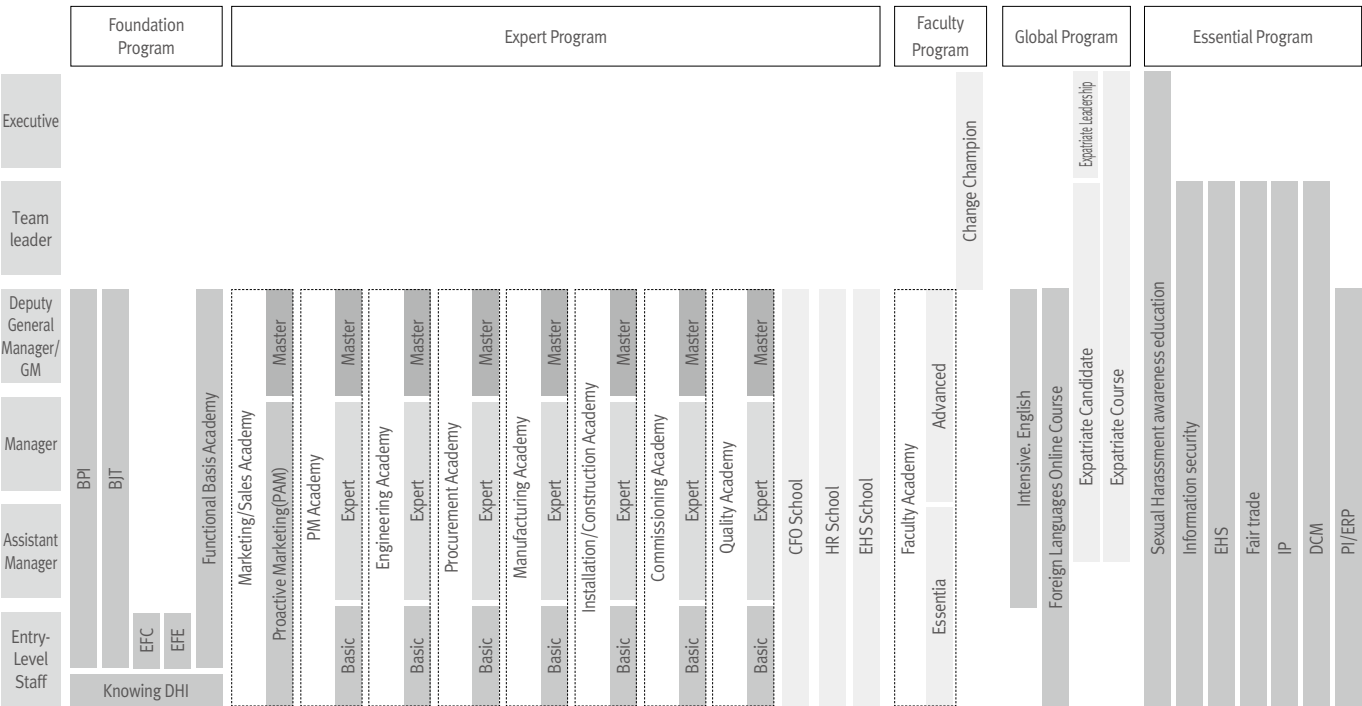 Foundation
Program
Expert Program
Faculty
Program
Global Program
Essential Program
Executive
Team
leader
Deputy
General
Manager/
GM
Manager
Assistant
Manager
Entry-
Level
Staff
BPI
BJT
EFC
EFE
Functional Basis Academy
Knowing DHI
Marketing/Sales Academy
Master
Proactive Marketing(PAM)
PM Academy
Master
Expert
Basic
Engineering Academy
Master
Expert
Basic
Procurement Academy
Master
Expert
Basic
Manufacturing Academy
Master
Expert
Basic
Installation/Construction Academy
Master
Expert
Basic
Commissioning Academy
Master
Expert
Basic
Quality Academy
Master
Expert
Basic
CFO School
HR School
EHS School
Faculty Academy
Advanced
Essentia
Change Champion
Intensive. English
Foreign Languages Online Course
Expatriate Leadership
Expatriate Candidate
Expatriate Course
Sexual Harassment awareness education
Information security
EHS
Fair trade
IP
DCM
PI/ERP